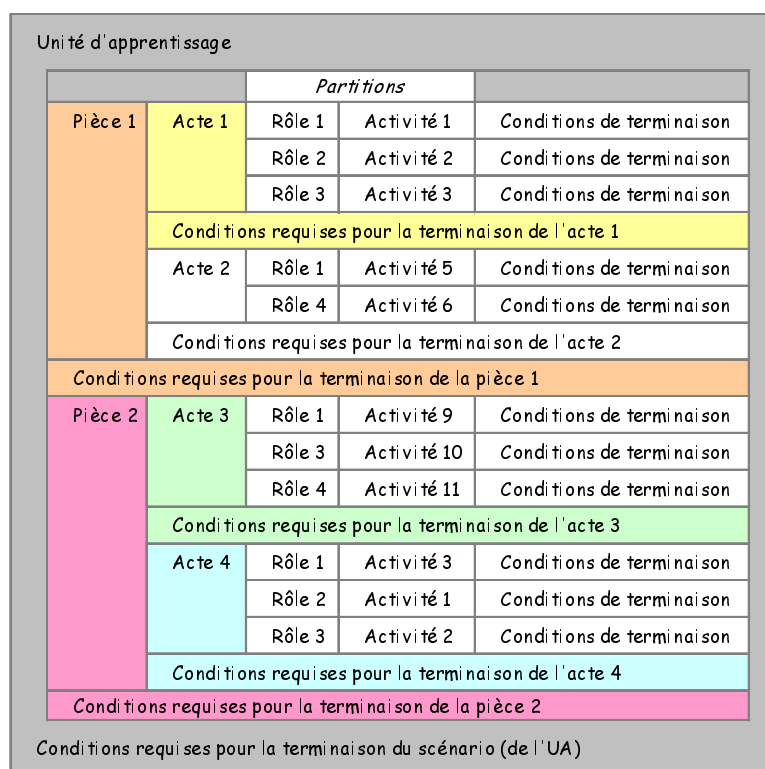 Unité d'apprentissage
Partitions
Pièce 1 Acte 1 Rôle 1 Activité 1 Conditions de terminaison
Rôle 2 Activité 2 Conditions de terminaison
Rôle 3 Activité 3 Conditions de terminaison
Conditions requises pour la terminaison de l'acte 1
Acte 2 Rôle 1 Activité 5 Conditions de terminaison
Rôle 4 Activité 6 Conditions de terminaison
Conditions requises pour la terminaison de l'acte 2
Conditions requises pour la terminaison de la pièce 1
Pièce 2 Acte 3 Rôle 1 Activité 9 Conditions de terminaison
Rôle 3 Activité 10 Conditions de terminaison
Rôle 4 Activité 11 Conditions de terminaison
Conditions requises pour la terminaison de l'acte 3
Acte 4 Rôle 1 Activité 3 Conditions de terminaison
Rôle 2 Activité 1 Conditions de terminaison
Rôle 3 Activité 2 Conditions de terminaison
Conditions requises pour la terminaison de l'acte 4
Conditions requises pour la terminaison de la pièce 2
Conditions requises pour la terminaison du scénario (de l'UA)